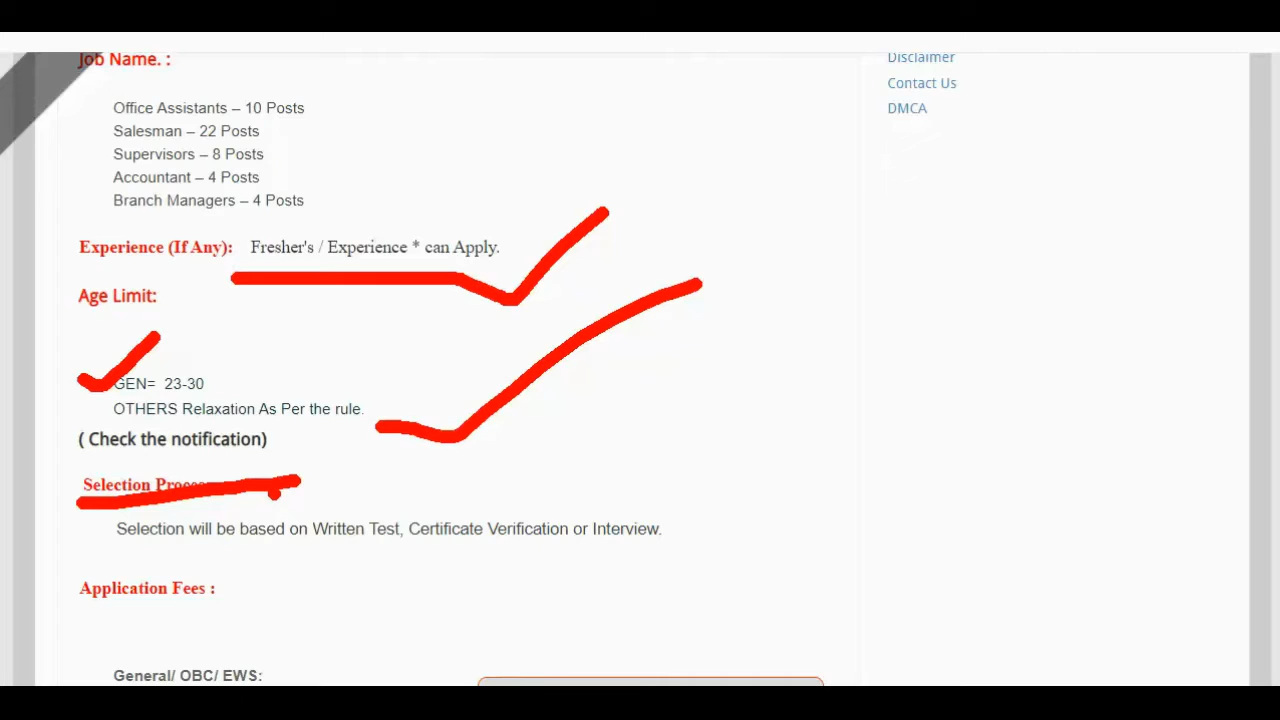 Job Name. :
Office Assistants – 10 Posts
Salesman – 22 Posts
Supervisors – 8 Posts
Accountant – 4 Posts
Branch Managers – 4 Posts
Experience (If Any): Fresher's / Experience * can Apply.
Age Limit:
GEN= 23-30
OTHERS Relaxation As Per the rule.
( Check the notification)
Selection
Selection will be based on Written Test, Certificate Verification or Interview.
Application Fees :
General/ OBC/ EWS:
Disclaimer
Contact Us
DMCA